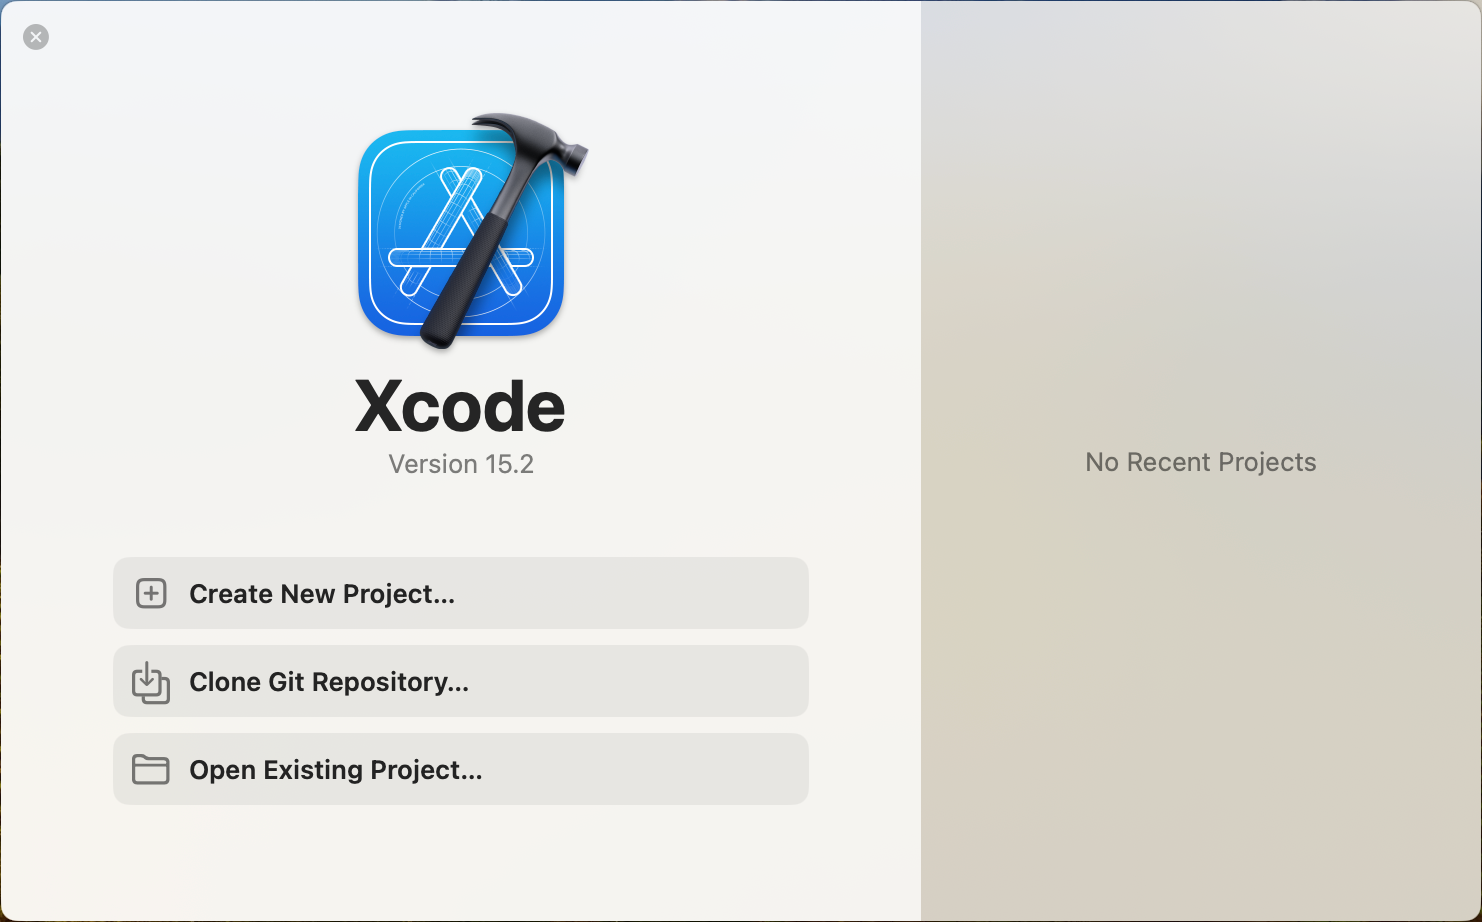 Xcode
Version 15.2
Create New Project...
Clone Git Repository...
Open Existing Project...
No Recent Projects